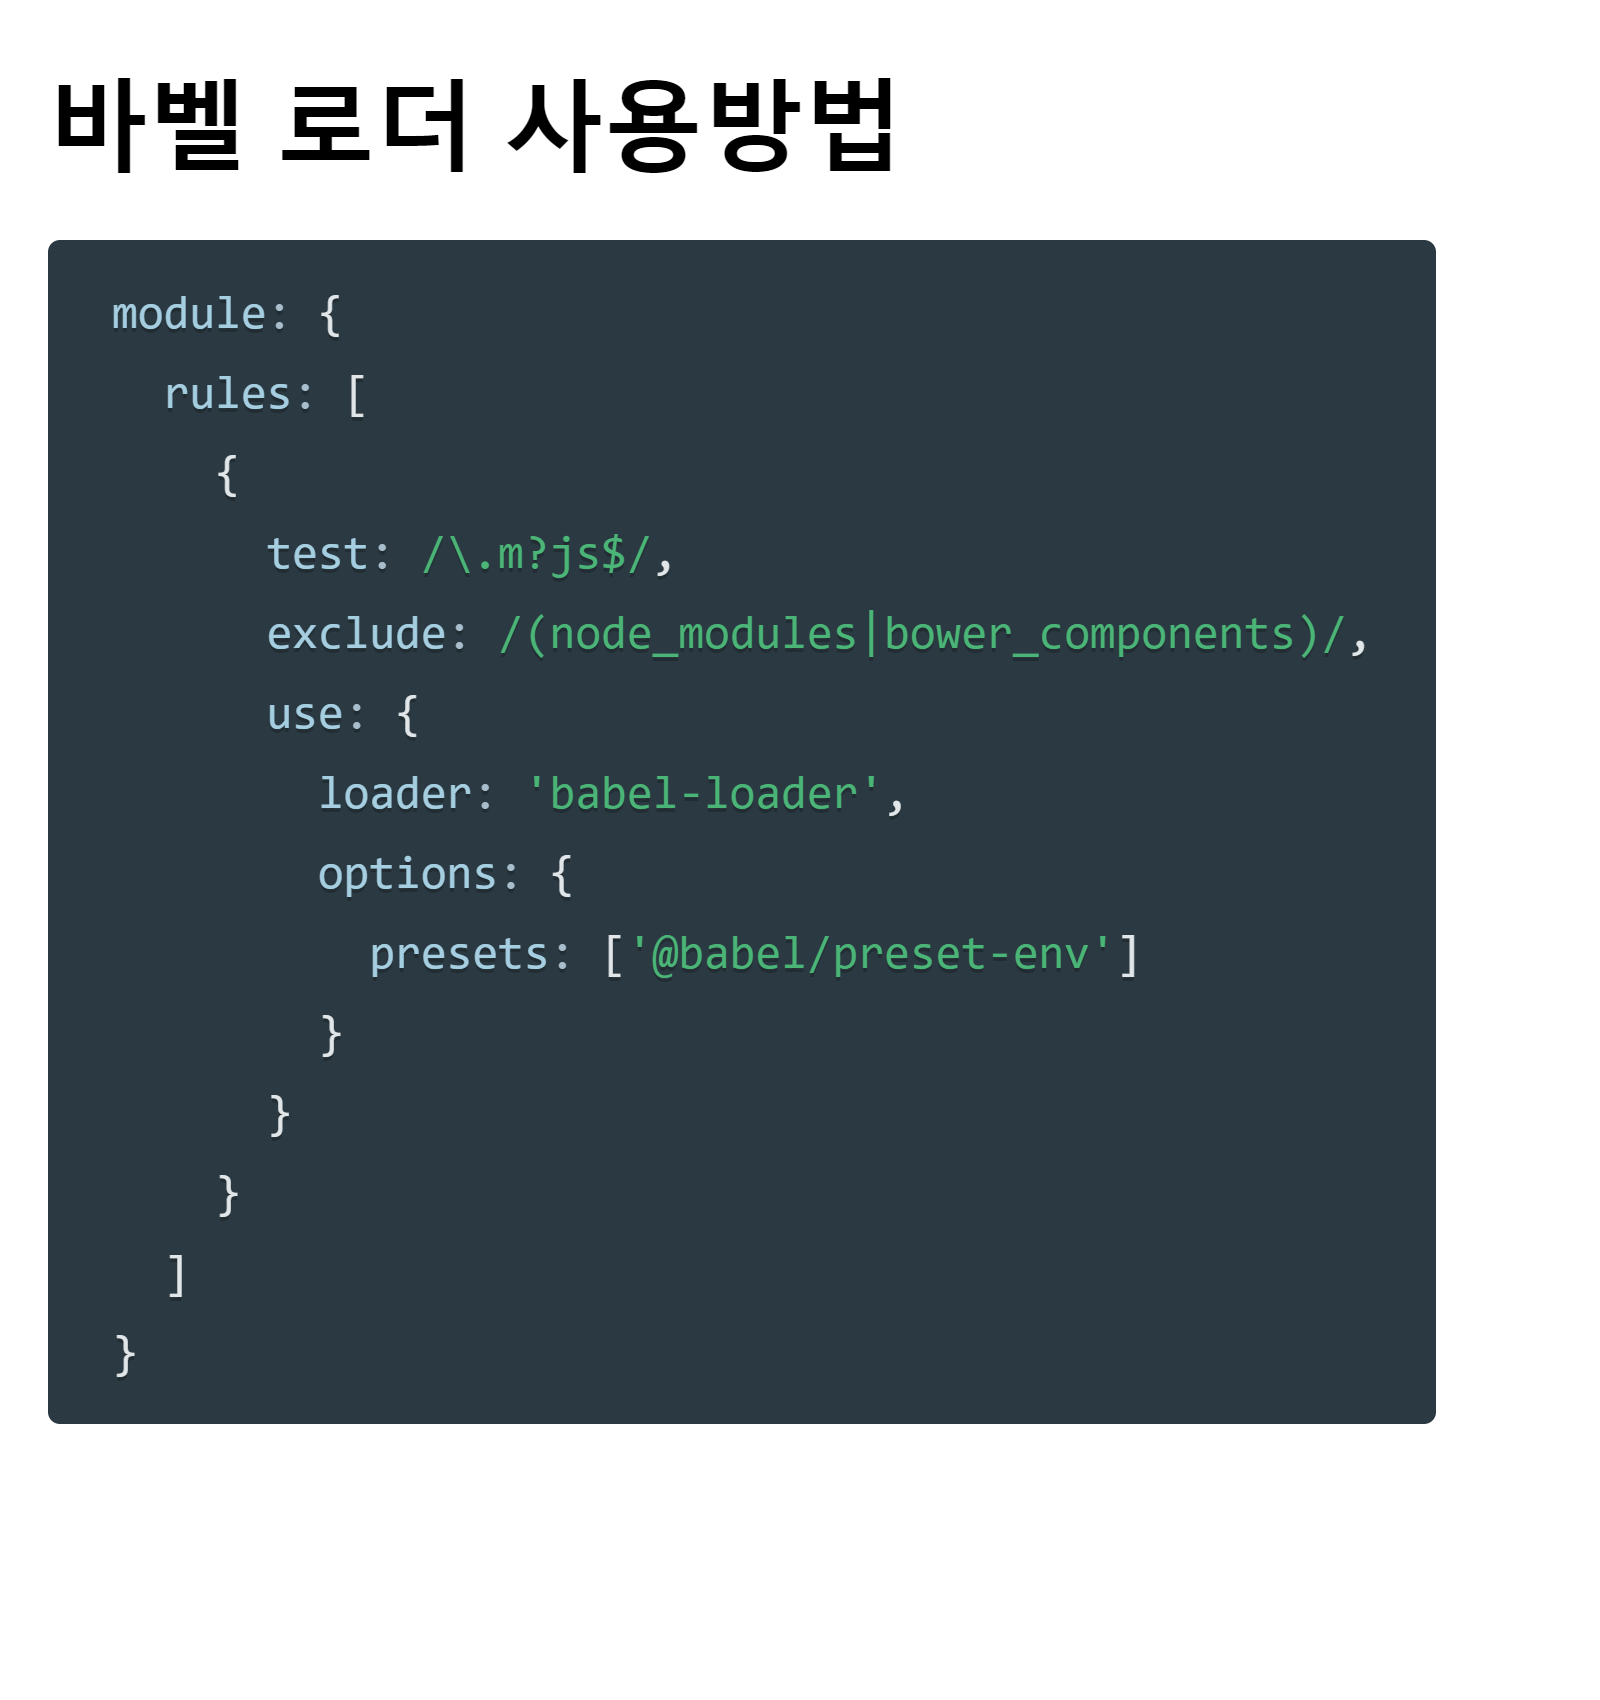 바벨 로더 사용방법
module: {
  rules: [
    {
      test: /\.m?js$/,
      exclude: /(node_modules|bower_components)/,
      use: {
        loader: 'babel-loader',
        options: {
          presets: ['@babel/preset-env']
        }
      }
    }
  ]
}